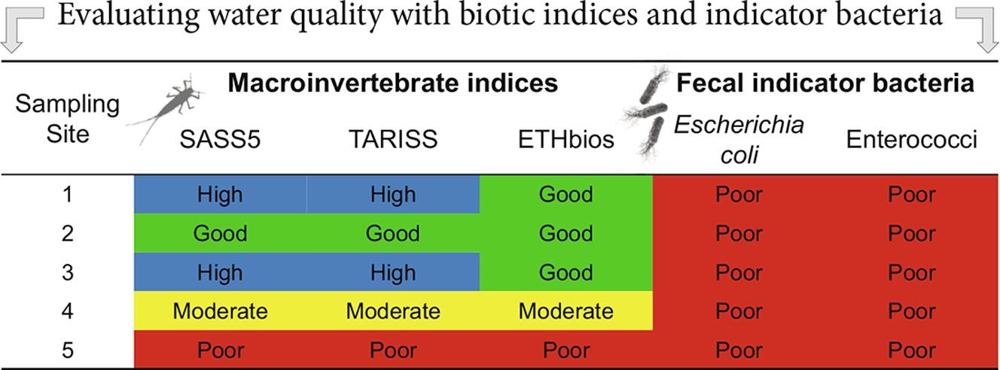 Evaluating water quality with biotic indices and indicator bacteria
Sampling Site Macroinvertebrate indices Fecal indicator bacteria
SASS5 TARISS ETHbios Escherichia coli Enterococci
1 High High Good Poor Poor
2 Good Good Good Poor Poor
3 High High Good Poor Poor
4 Moderate Moderate Moderate Poor Poor
5 Poor Poor Poor Poor Poor